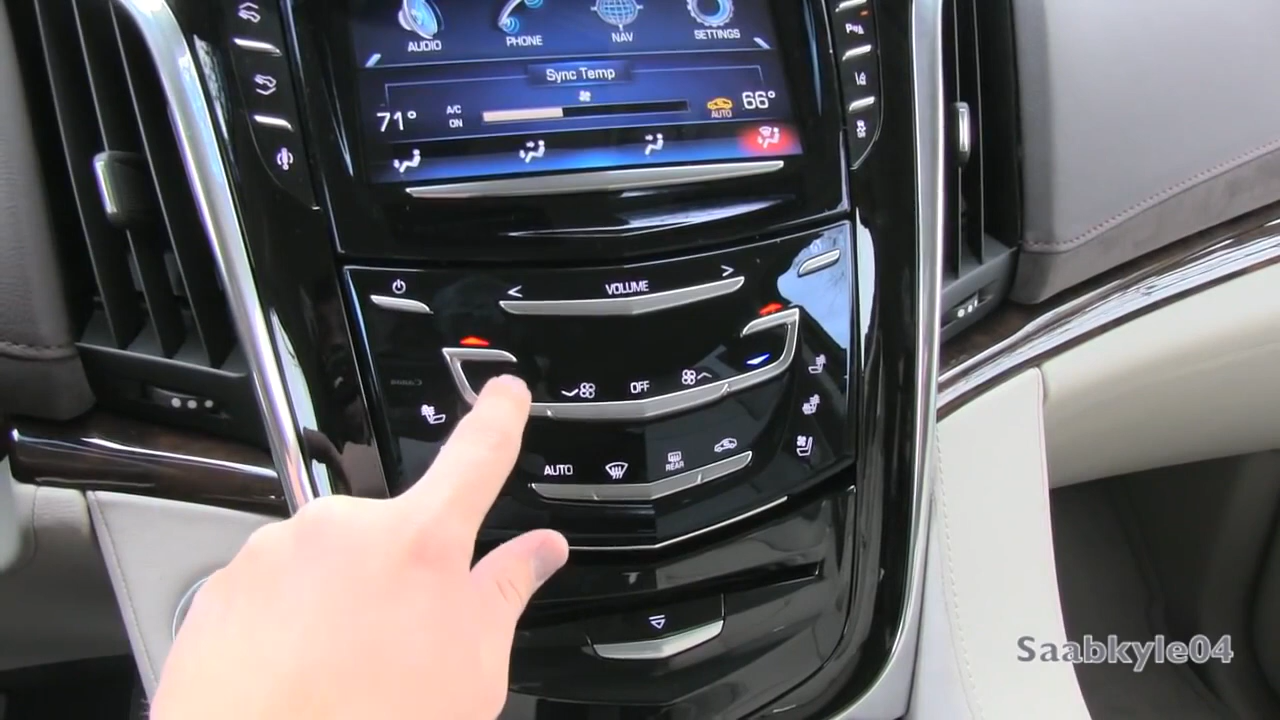 AUDIO PHONE NAV SETTINGS
Sync Temp
71° A/C ON AUTO 66°
VOLUME
OFF
AUTO REAR
Saabkyle04